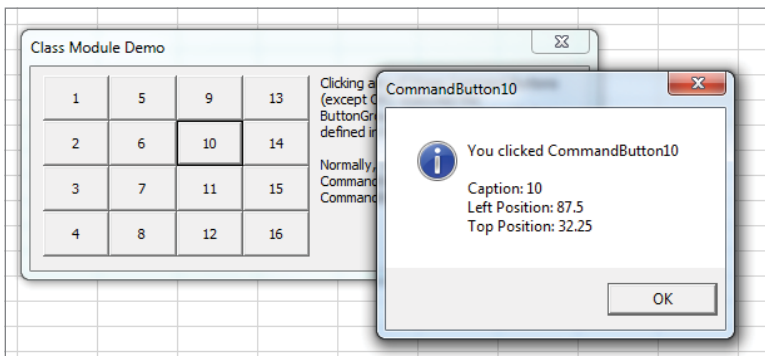 Class Module Demo
1 5 9 13
2 6 10 14
3 7 11 15
4 8 12 16
Clicking a
(except
ButtonGr
defined in
Normally,
Command
Command
CommandButton10
You clicked CommandButton10
Caption: 10
Left Position: 87.5
Top Position: 32.25
OK